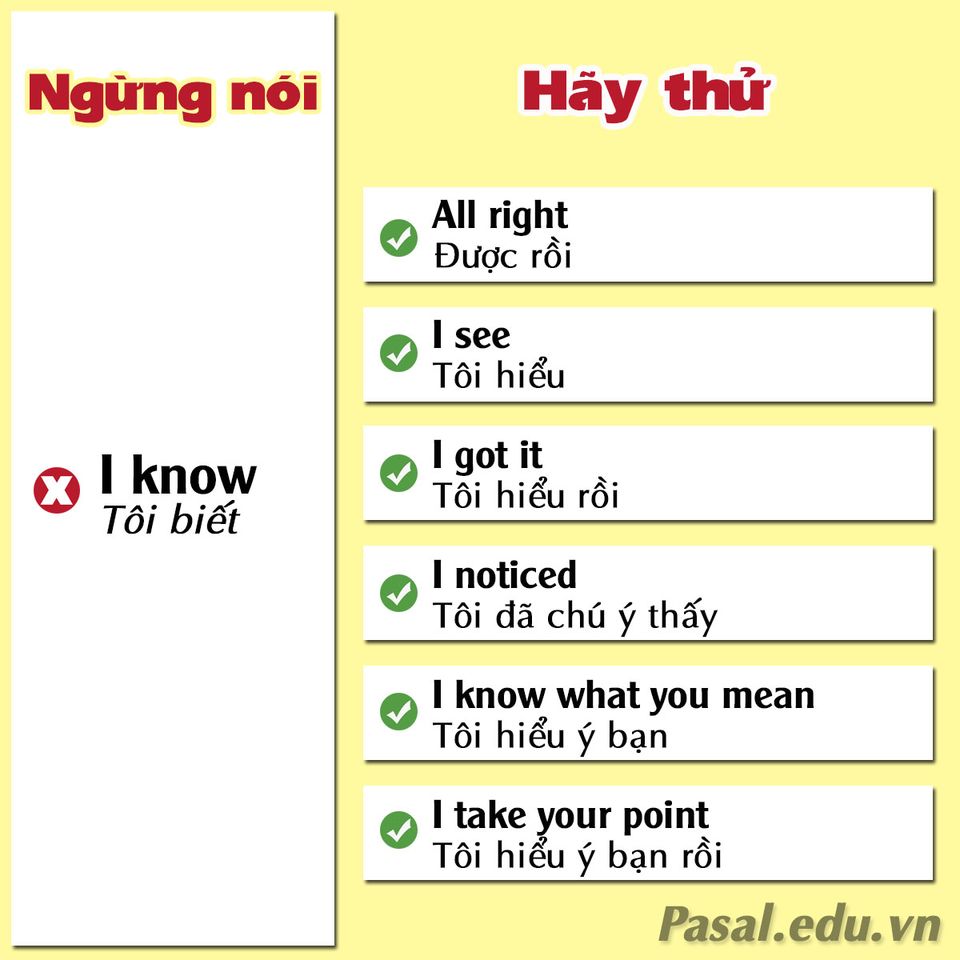 Ngừng nói
Hãy thử
I know
Tôi biết
All right
Được rồi
I see
Tôi hiểu
I got it
Tôi hiểu rồi
I noticed
Tôi đã chú ý thấy
I know what you mean
Tôi hiểu ý bạn
I take your point
Tôi hiểu ý bạn rồi
Pasal.edu.vn